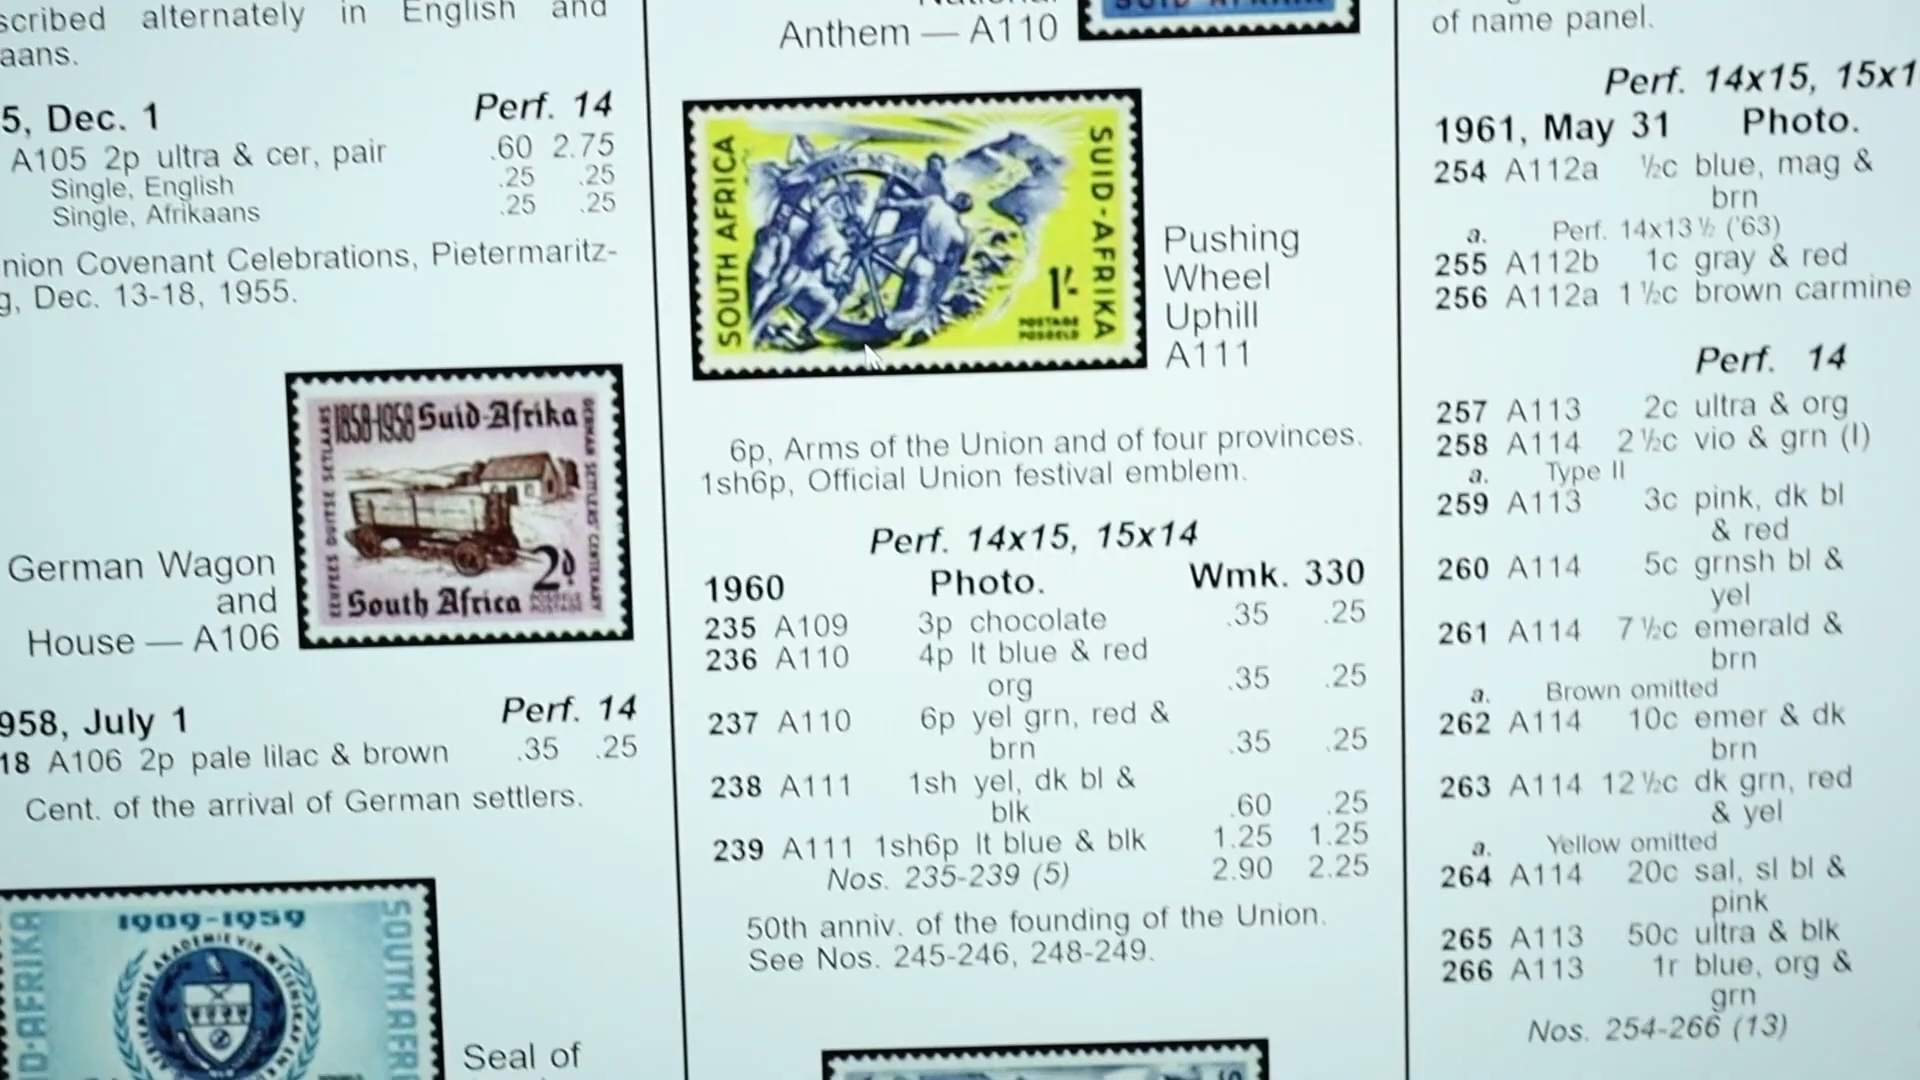 scribed alternately in English and
aans.
5, Dec. 1 Perf. 14
A105 2p ultra & cer, pair .60 2.75
Single, English .25 .25
Single, Afrikaans .25 .25
nion Covenant Celebrations, Pietermaritz-
g, Dec. 13-18, 1955.
1858-1958 Suid-Afrika
EEUFEES DUITSE SETLAARS
GERMAN SETTLERS' CENTENARY
2d
South Africa
POSSEEL
POSTAGE
German Wagon
and
House — A106
958, July 1 Perf. 14
18 A106 2p pale lilac & brown .35 .25
Cent. of the arrival of German settlers.
1909-1959
D-AFRIKA
SOUTH AFRI
AKADEMIE VIR WETENSKAP
Seal of
Anthem — A110
SOUTH AFRICA
SUID-AFRIKA
1/-
POSTAGE
POSSEËLD
Pushing
Wheel
Uphill
A111
6p, Arms of the Union and of four provinces.
1sh6p, Official Union festival emblem.
Perf. 14x15, 15x14
1960 Photo. Wmk. 330
235 A109 3p chocolate .35 .25
236 A110 4p lt blue & red
org .35 .25
237 A110 6p yel grn, red &
brn .35 .25
238 A111 1sh yel, dk bl &
blk .60 .25
239 A111 1sh6p lt blue & blk 1.25 1.25
Nos. 235-239 (5) 2.90 2.25
50th anniv. of the founding of the Union.
See Nos. 245-246, 248-249.
of name panel.
Perf. 14x15, 15x1
1961, May 31 Photo.
254 A112a ½c blue, mag &
brn
a. Perf. 14x13½ ('63)
255 A112b 1c gray & red
256 A112a 1½c brown carmine
Perf. 14
257 A113 2c ultra & org
258 A114 2½c vio & grn (I)
a. Type II
259 A113 3c pink, dk bl
& red
260 A114 5c grnsh bl &
yel
261 A114 7½c emerald &
brn
a. Brown omitted
262 A114 10c emer & dk
brn
263 A114 12½c dk grn, red
& yel
a. Yellow omitted
264 A114 20c sal, sl bl &
pink
265 A113 50c ultra & blk
266 A113 1r blue, org &
grn
Nos. 254-266 (13)